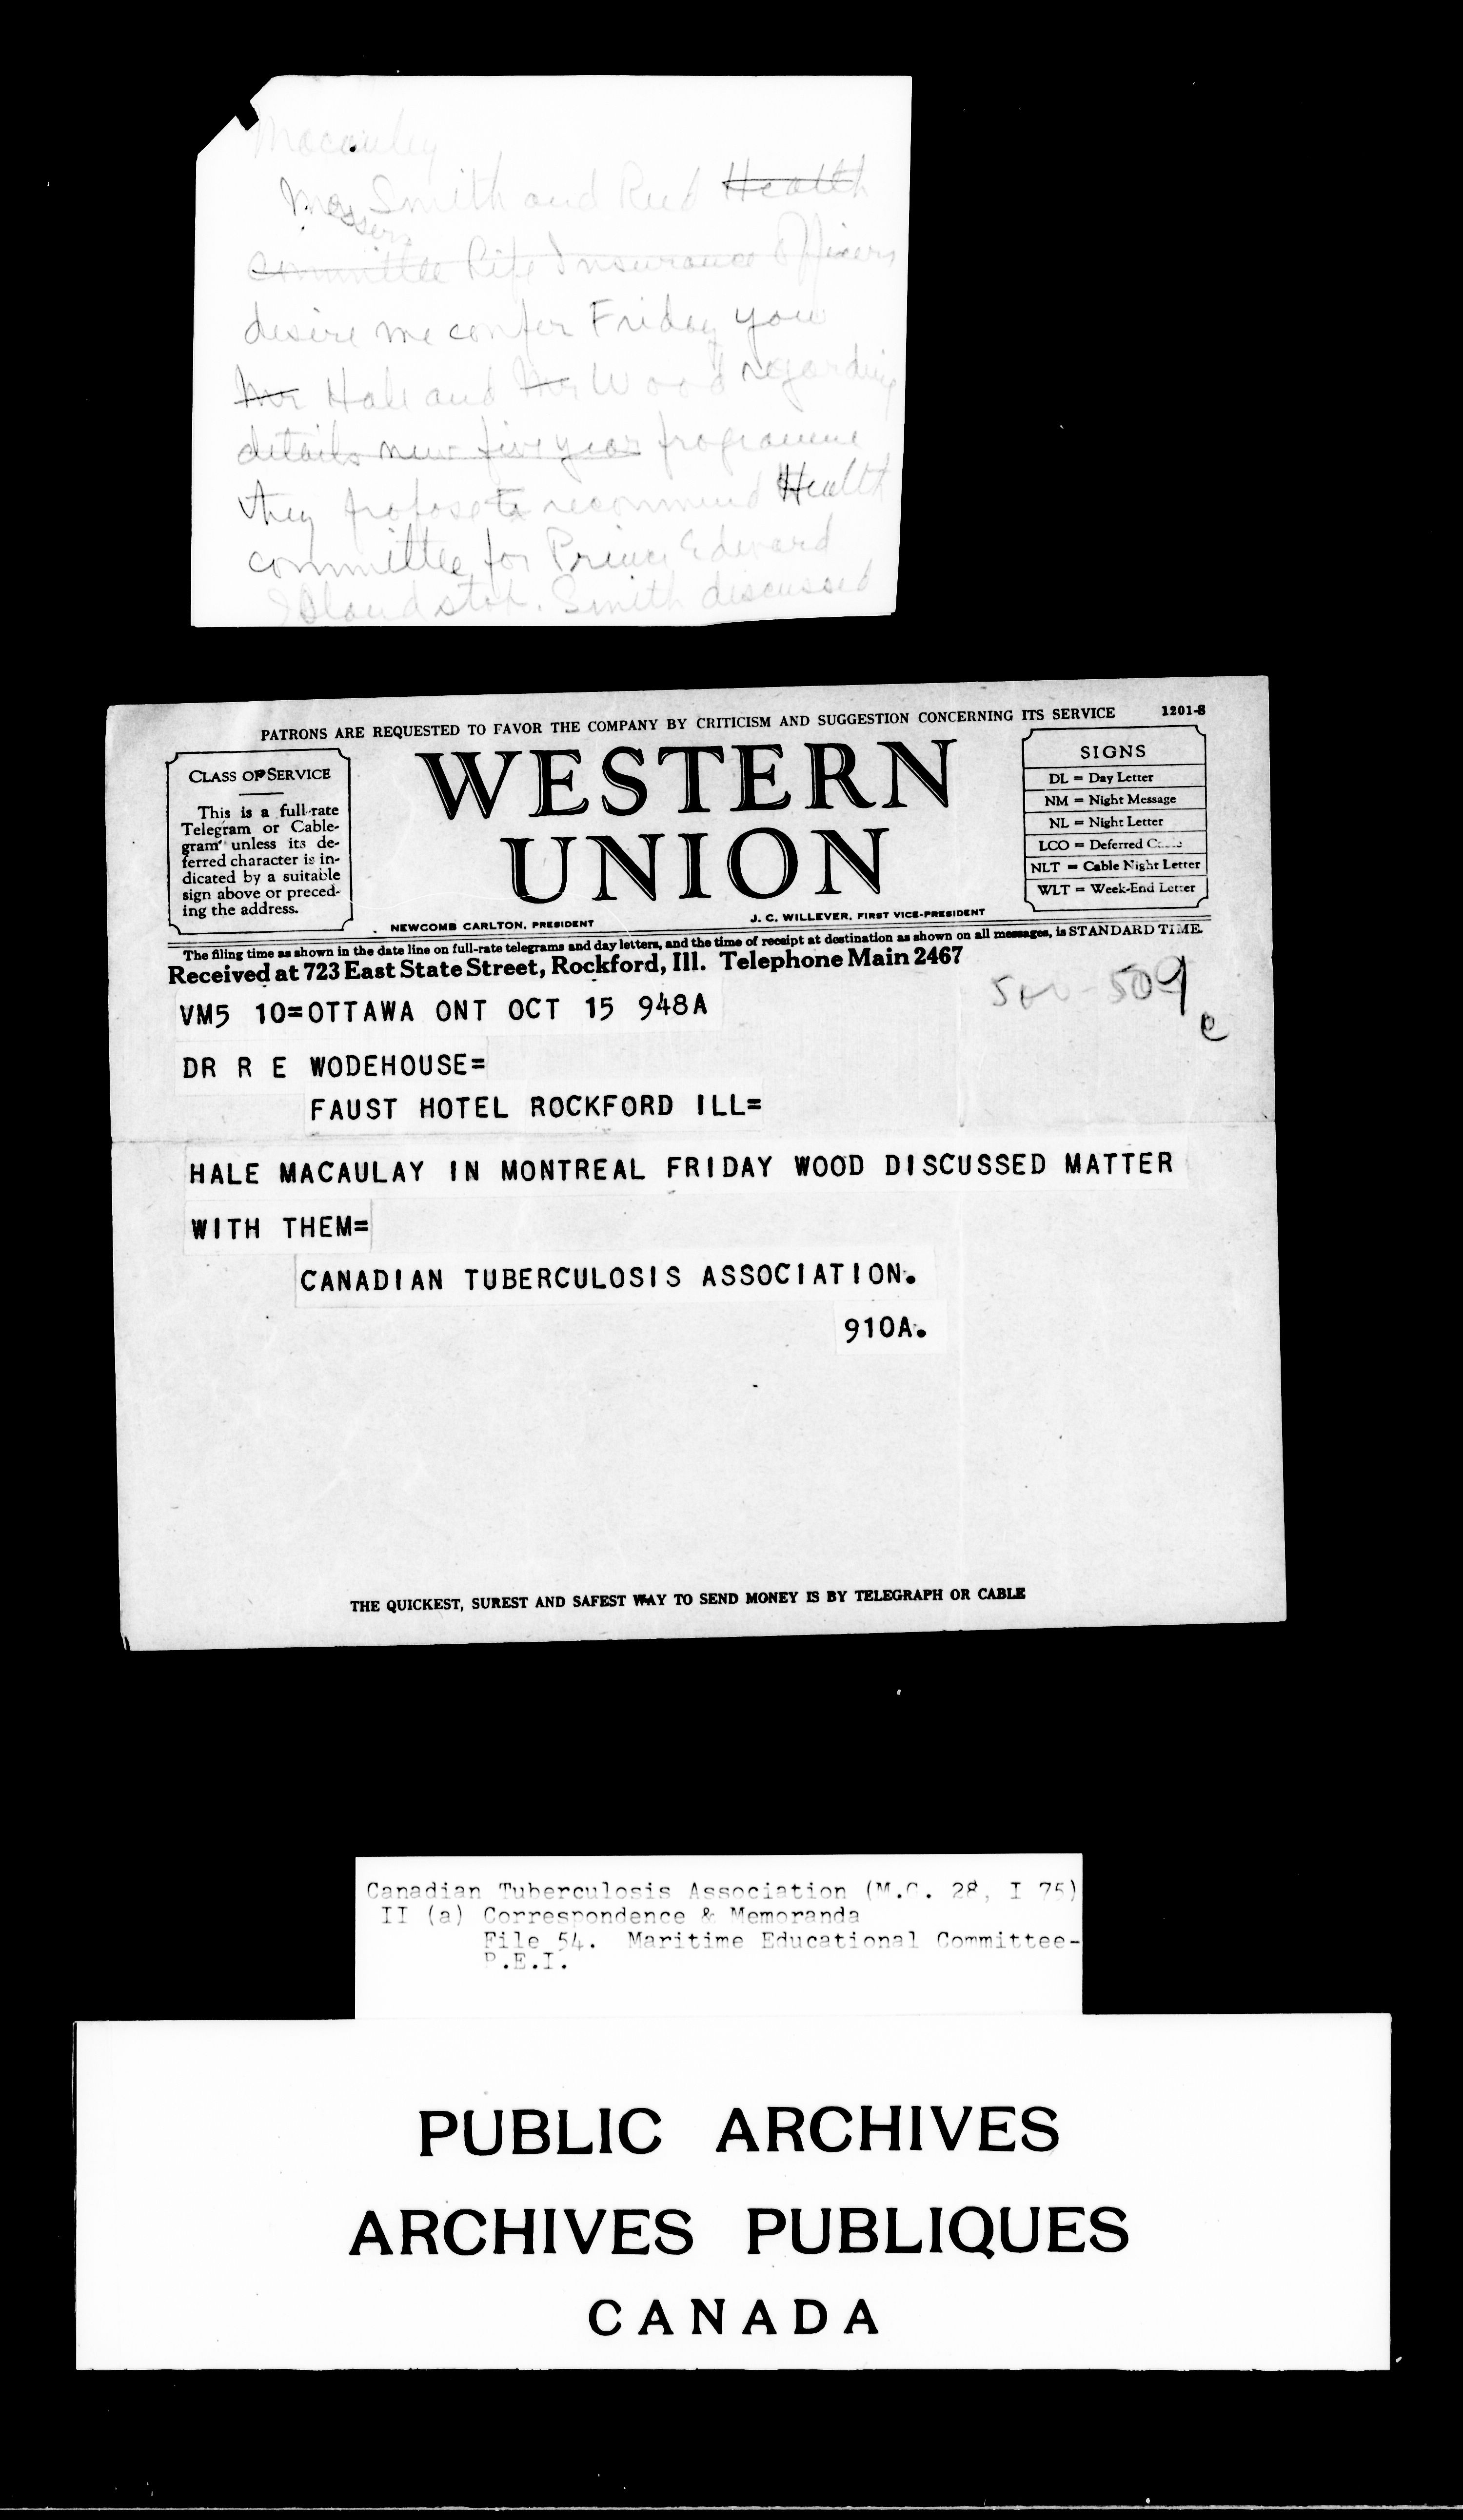 Macauley
Messers Smith and Reed Health
committee Life Insurance Officers
desire me confer Friday you
Mr Hale and Mr Wood regarding
details new five year programme
they propose to recommend Health
committee for Prince Edward
Island stop. Smith discussed
PATRONS ARE REQUESTED TO FAVOR THE COMPANY BY CRITICISM AND SUGGESTION CONCERNING ITS SERVICE 1201-S
CLASS OF SERVICE
This is a full-rate
Telegram or Cable-
gram unless its de-
ferred character is in-
dicated by a suitable
sign above or preced-
ing the address.
WESTERN
UNION
NEWCOMB CARLTON, PRESIDENT
J. C. WILLEVER, FIRST VICE-PRESIDENT
SIGNS
DL = Day Letter
NM = Night Message
NL = Night Letter
LCO = Deferred
NLT = Cable Night Letter
WLT = Week-End Letter
The filing time as shown in the date line on full-rate telegrams and day letters, and the time of receipt at destination as shown on all messages, is STANDARD TIME.
Received at 723 East State Street, Rockford, Ill. Telephone Main 2467
VM5 10=OTTAWA ONT OCT 15 948A
DR R E WODEHOUSE=
FAUST HOTEL ROCKFORD ILL=
HALE MACAULAY IN MONTREAL FRIDAY WOOD DISCUSSED MATTER
WITH THEM=
CANADIAN TUBERCULOSIS ASSOCIATION.
910A.
THE QUICKEST, SUREST AND SAFEST WAY TO SEND MONEY IS BY TELEGRAPH OR CABLE
Canadian Tuberculosis Association (M.G. 28, I 75)
II (a) Correspondence & Memoranda
File 54. Maritime Educational Committee-
P.E.I.
PUBLIC ARCHIVES
ARCHIVES PUBLIQUES
CANADA